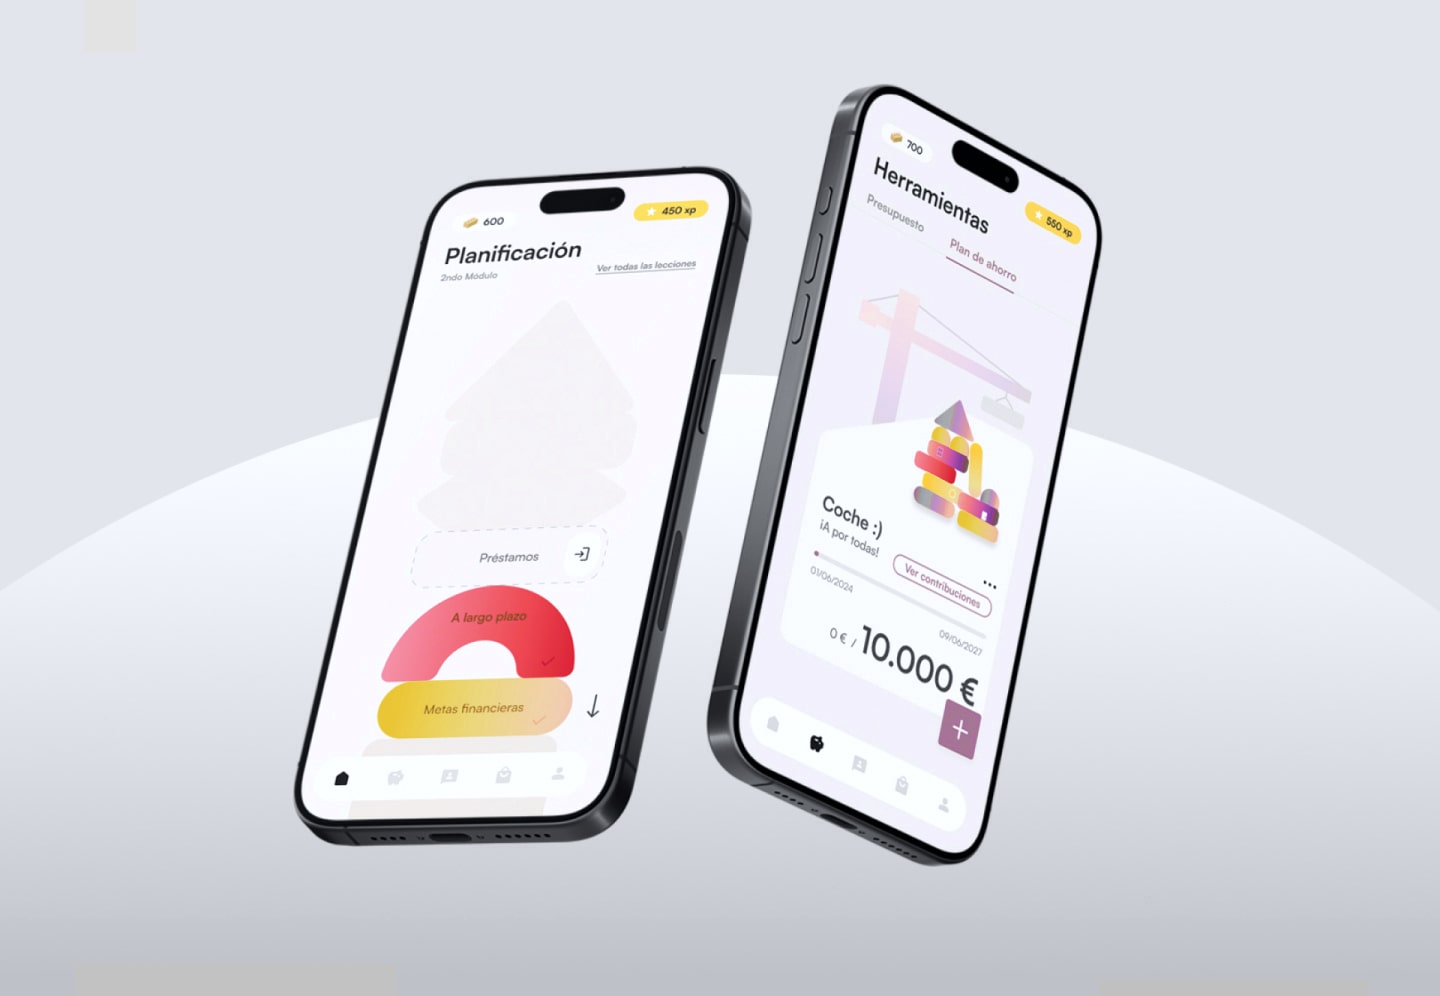 600
450 xp
Planificación
2ndo Módulo
Ver todas las lecciones
Préstamos
A largo plazo
Metas financieras
700
550 xp
Herramientas
Presupuesto
Plan de ahorro
Coche :)
¡A por todas!
Ver contribuciones
01/06/2024
09/06/2027
0 € / 10.000 €